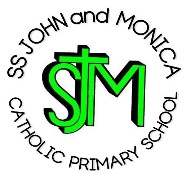 SS JOHN and MONICA
SJM
CATHOLIC PRIMARY SCHOOL